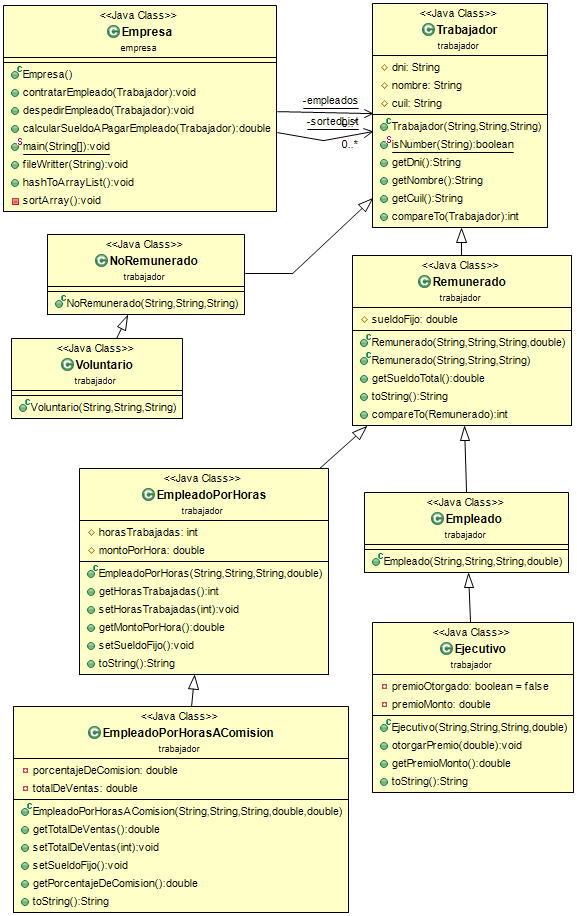 <<Java Class>>
Empresa
empresa
Empresa()
contratarEmpleado(Trabajador):void
despedirEmpleado(Trabajador):void
calcularSueldoAPagarEmpleado(Trabajador):double
main(String[]):void
fileWritter(String):void
hashToArrayList():void
sortArray():void
-empleados
-sortedList
0..*
0..*
<<Java Class>>
Trabajador
trabajador
dni: String
nombre: String
cuil: String
Trabajador(String,String,String)
isNumber(String):boolean
getDni():String
getNombre():String
getCuil():String
compareTo(Trabajador):int
<<Java Class>>
NoRemunerado
trabajador
NoRemunerado(String,String,String)
<<Java Class>>
Remunerado
trabajador
sueldoFijo: double
Remunerado(String,String,String,double)
Remunerado(String,String,String)
getSueldoTotal():double
toString():String
compareTo(Remunerado):int
<<Java Class>>
Voluntario
trabajador
Voluntario(String,String,String)
<<Java Class>>
EmpleadoPorHoras
trabajador
horasTrabajadas: int
montoPorHora: double
EmpleadoPorHoras(String,String,String,double)
getHorasTrabajadas():int
setHorasTrabajadas(int):void
getMontoPorHora():double
setSueldoFijo():void
toString():String
<<Java Class>>
Empleado
trabajador
Empleado(String,String,String,double)
<<Java Class>>
Ejecutivo
trabajador
premioOtorgado: boolean = false
premioMonto: double
Ejecutivo(String,String,String,double)
otorgarPremio(double):void
getPremioMonto():double
toString():String
<<Java Class>>
EmpleadoPorHorasAComision
trabajador
porcentajeDeComision: double
totalDeVentas: double
EmpleadoPorHorasAComision(String,String,String,double,double)
getTotalDeVentas():double
setTotalDeVentas(int):void
setSueldoFijo():void
getPorcentajeDeComision():double
toString():String